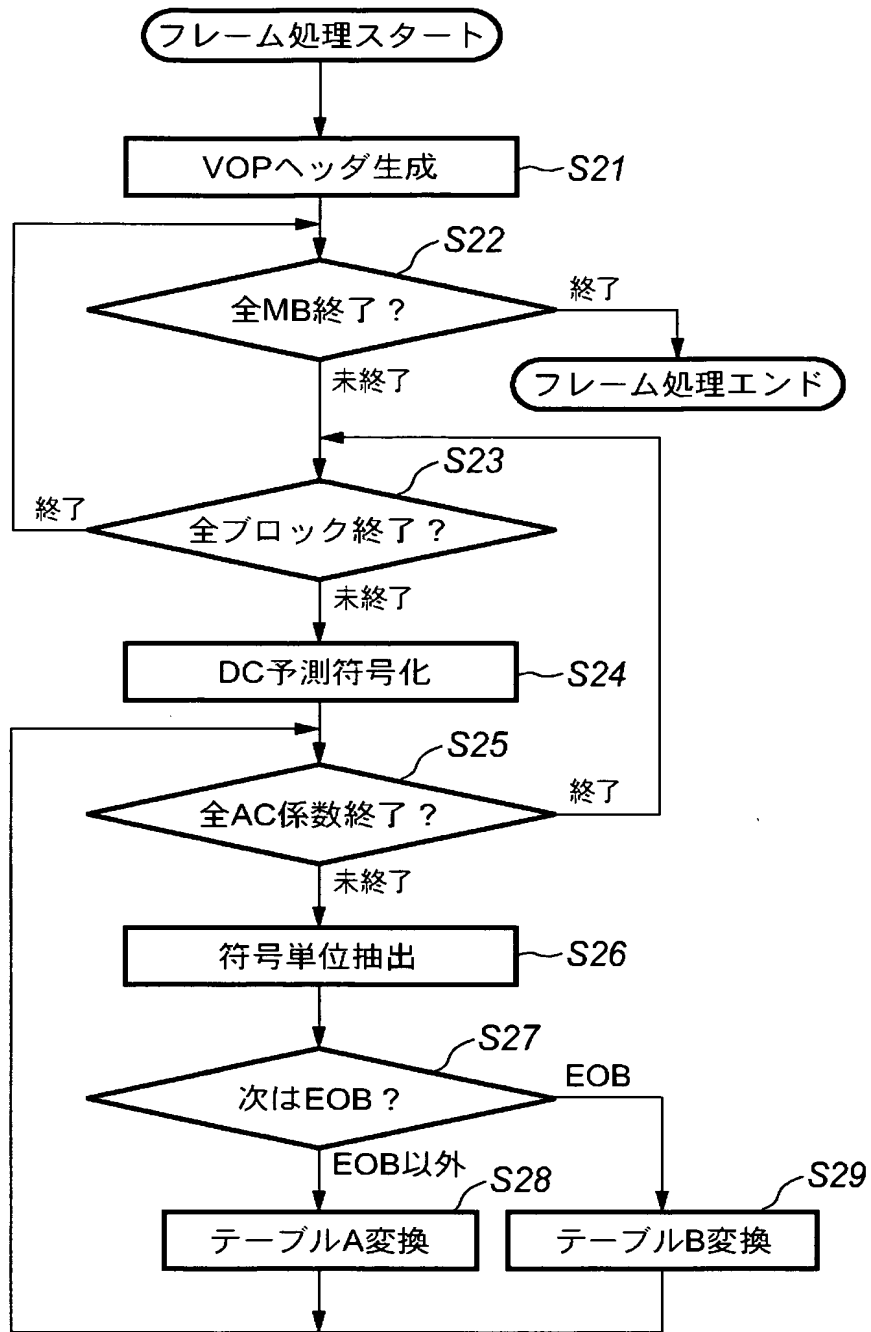 フレーム処理スタート
VOPヘッダ生成
S21
S22
全MB終了?
終了
フレーム処理エンド
未終了
S23
終了
全ブロック終了?
未終了
DC予測符号化
S24
S25
全AC係数終了?
終了
未終了
符号単位抽出
S26
S27
次はEOB?
EOB
EOB以外
S28
S29
テーブルA変換
テーブルB変換